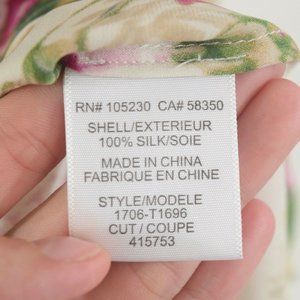 RN# 105230 CA# 58350
SHELL/EXTERIEUR
100% SILK/SOIE
MADE IN CHINA
FABRIQUE EN CHINE
STYLE/MODELE
1706-T1696
CUT / COUPE
415753